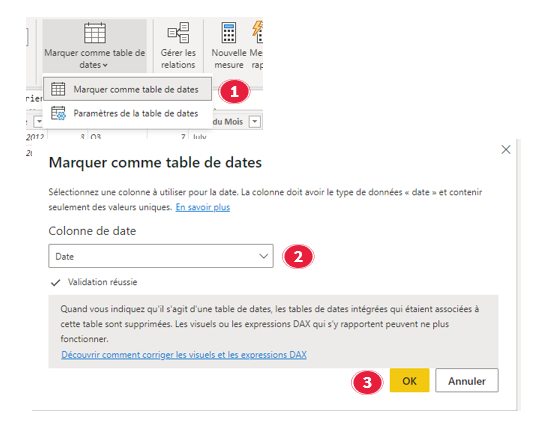 Marquer comme table de
dates
Gérer les
relations
Nouvelle
mesure
Marquer comme table de dates
1
Paramètres de la table de dates
du Mois
2012
3 Q3
7 July
Marquer comme table de dates
Sélectionnez une colonne à utiliser pour la date. La colonne doit avoir le type de données « date » et contenir
seulement des valeurs uniques. En savoir plus
Colonne de date
Date
2
Validation réussie
Quand vous indiquez qu'il s'agit d'une table de dates, les tables de dates intégrées qui étaient associées à
cette table sont supprimées. Les visuels ou les expressions DAX qui s'y rapportent peuvent ne plus
fonctionner.
Découvrir comment corriger les visuels et les expressions DAX
3
OK
Annuler